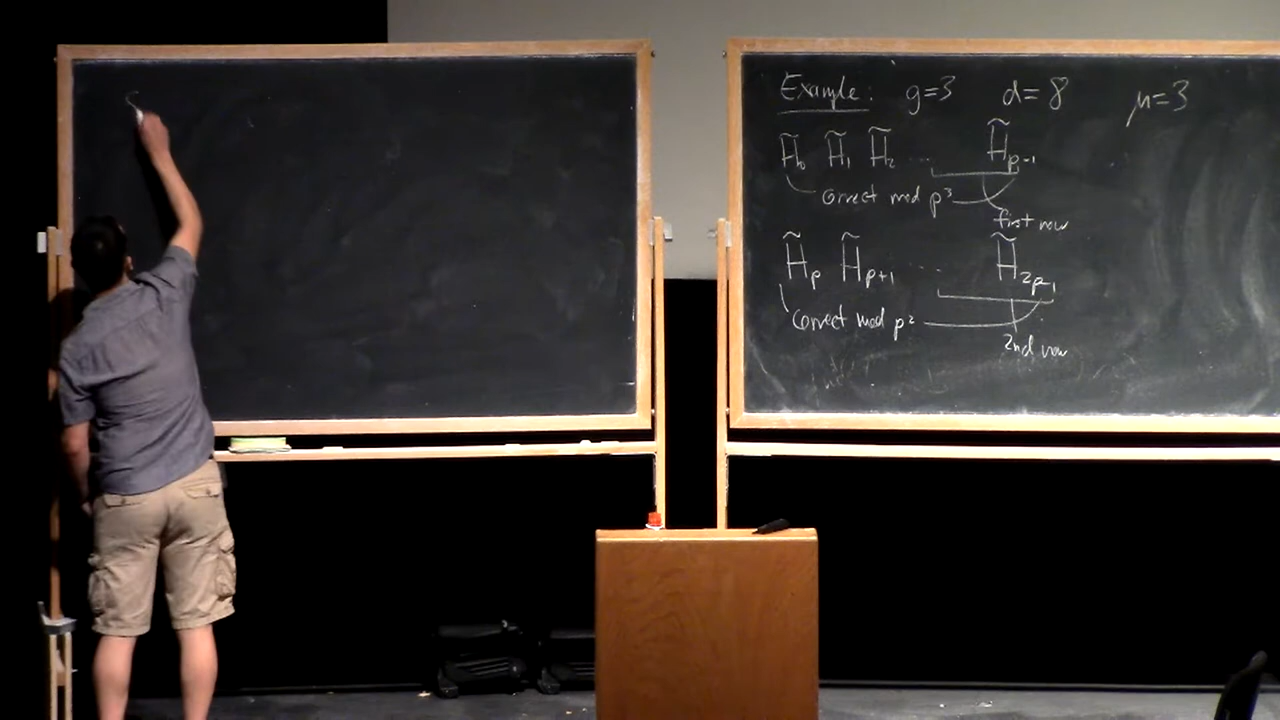 Example: g=3 d=8 μ=3
H̃₀ H̃₁ H̃₂ ... H̃ₚ₋₁
correct mod p³
first row
H̃ₚ H̃ₚ₊₁ ... H̃₂ₚ₋₁
correct mod p²
2nd row